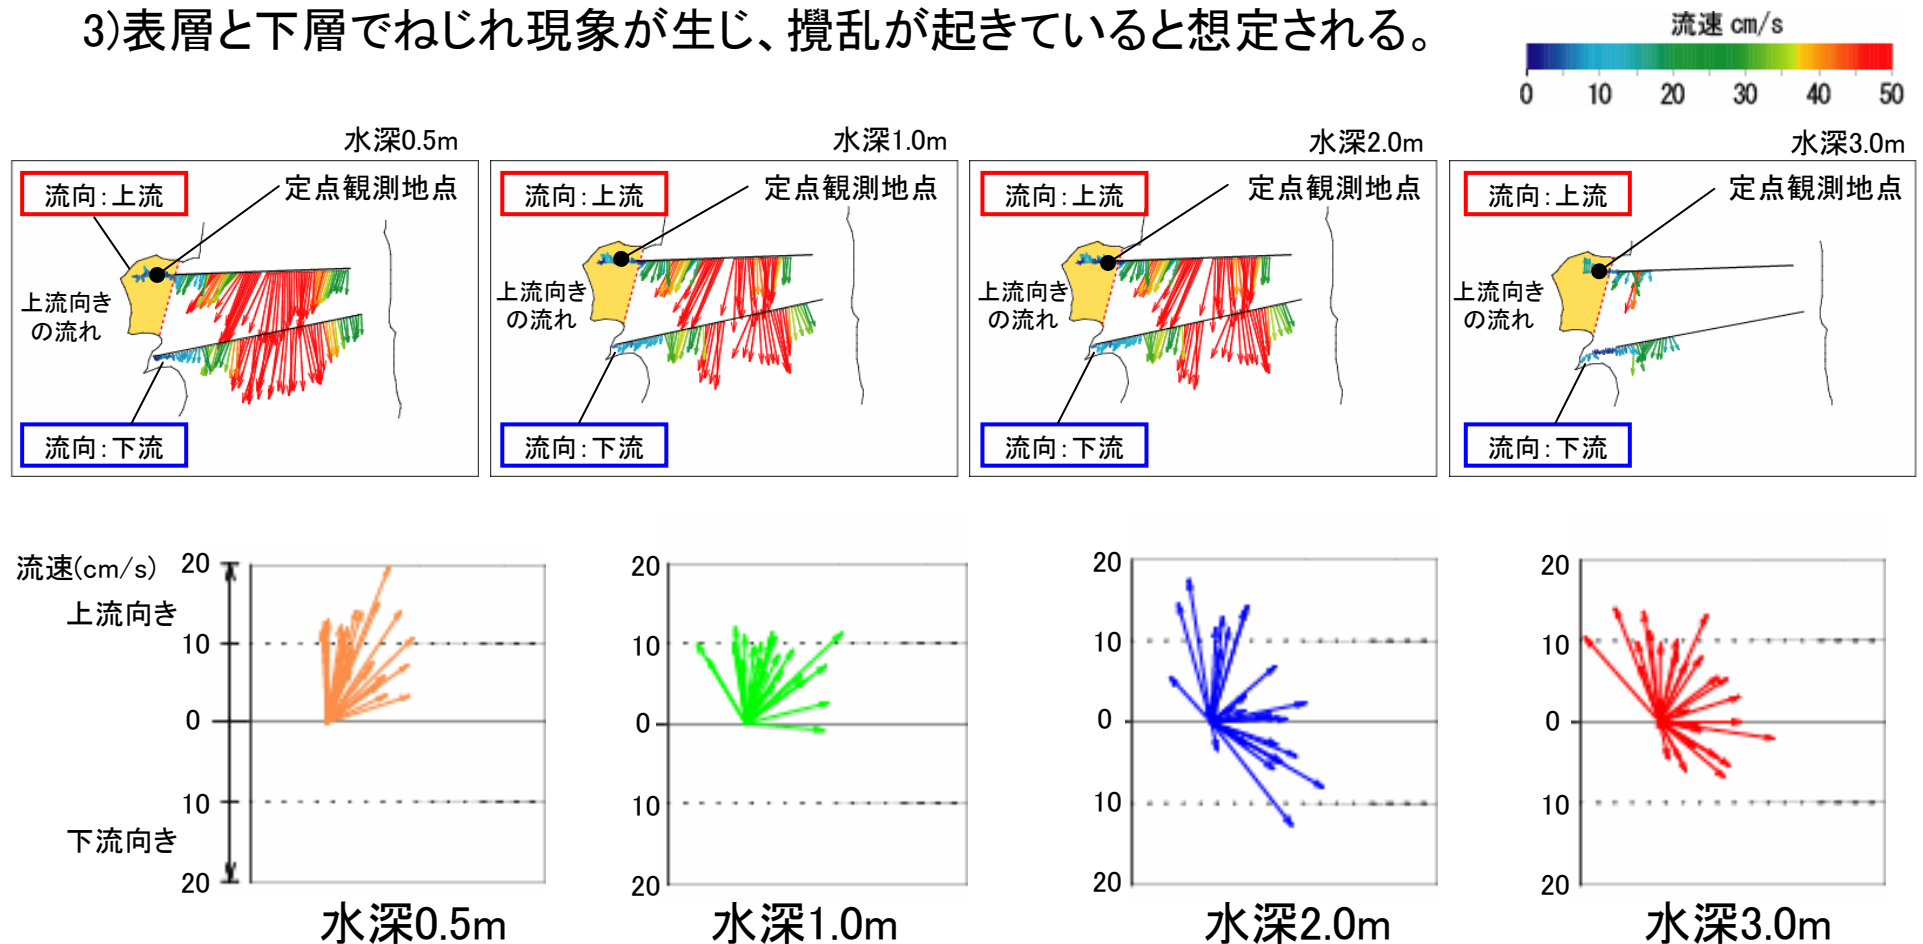 3)表層と下層でねじれ現象が生じ、攪乱が起きていると想定される。
流速 cm/s
0 10 20 30 40 50
水深0.5m
流向:上流
定点観測地点
上流向き
の流れ
流向:下流
水深1.0m
流向:上流
定点観測地点
上流向き
の流れ
流向:下流
水深2.0m
流向:上流
定点観測地点
上流向き
の流れ
流向:下流
水深3.0m
流向:上流
定点観測地点
上流向き
の流れ
流向:下流
流速(cm/s)
上流向き
下流向き
20
10
0
10
20
水深0.5m
20
10
0
10
20
水深1.0m
20
10
0
10
20
水深2.0m
20
10
0
10
20
水深3.0m